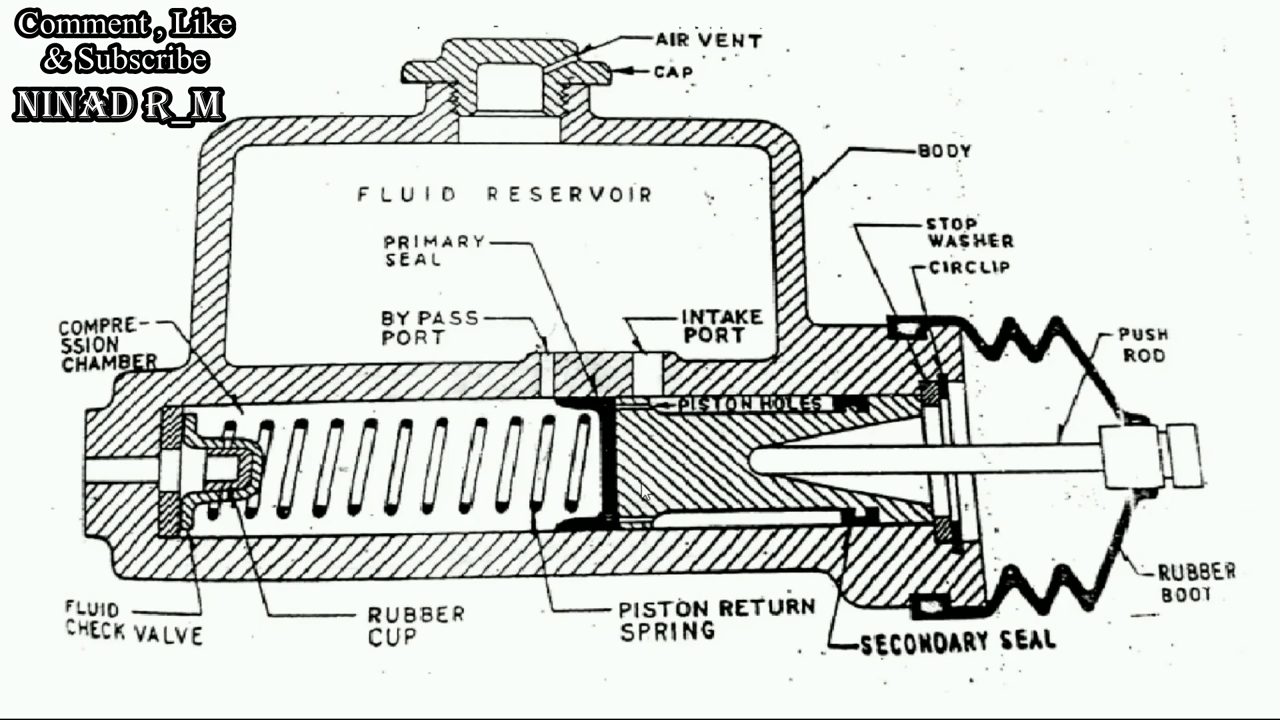 Comment , Like
& Subscribe
NINAD R_M
AIR VENT
CAP
BODY
FLUID RESERVOIR
STOP
WASHER
CIRCLIP
PRIMARY
SEAL
BY PASS
PORT
INTAKE
PORT
COMPRE-
SSION
CHAMBER
PUSH
ROD
PISTON HOLES
FLUID
CHECK VALVE
RUBBER
CUP
PISTON RETURN
SPRING
SECONDARY SEAL
RUBBER
BOOT